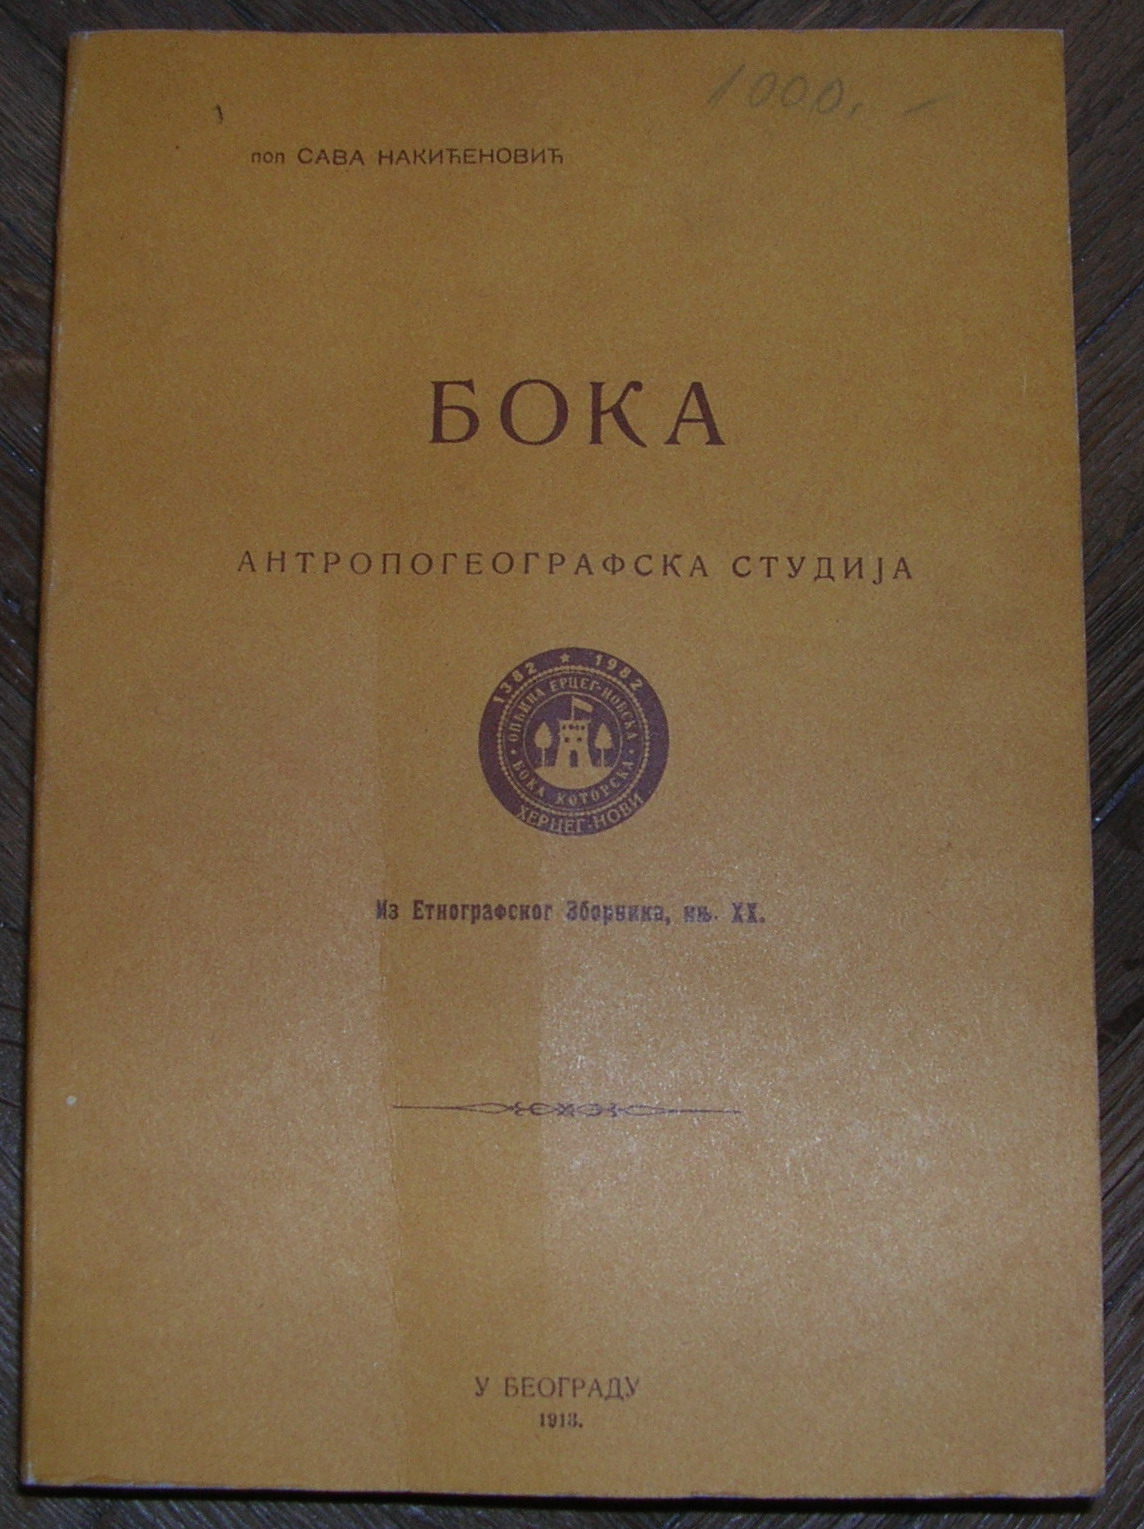 1000. –
поп САВА НАКИЋЕНОВИЋ
БОКА
АНТРОПОГЕОГРАФСКА СТУДИЈА
1382 ★ 1982
ОПЋИНА ЕРЦЕГ-НОВСКА
БОКА КОТОРСКА
ХЕРЦЕГ-НОВИ
Из Етнографског Зборника, књ. XX.
У БЕОГРАДУ
1913.